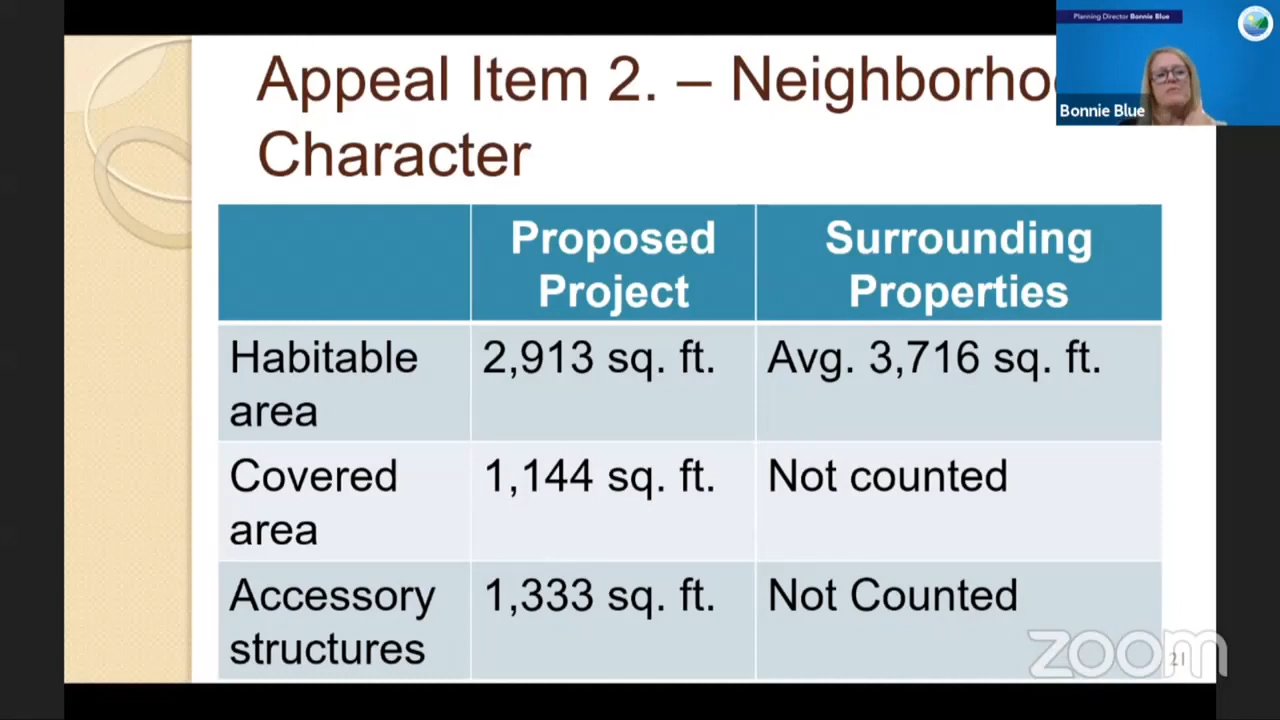 Appeal Item 2. – Neighborho
Character
Planning Director Bonnie Blue
Bonnie Blue
Proposed
Project
Surrounding
Properties
Habitable
area
2,913 sq. ft.
Avg. 3,716 sq. ft.
Covered
area
1,144 sq. ft.
Not counted
Accessory
structures
1,333 sq. ft.
Not Counted
zoom
21